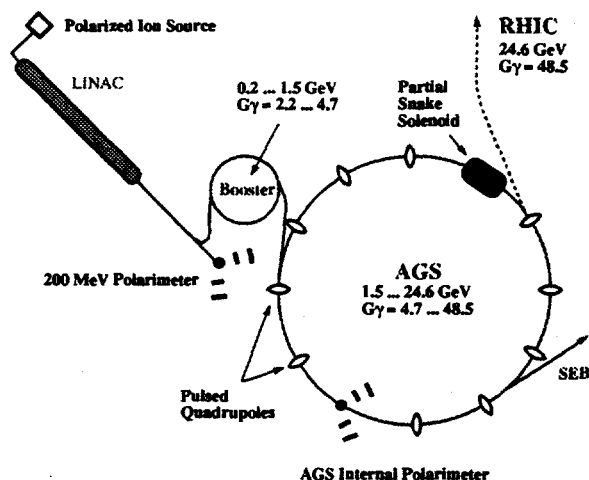 Polarized Ion Source
LINAC
0.2 ... 1.5 GeV
Gγ = 2.2 ... 4.7
Booster
Partial
Snake
Solenoid
RHIC
24.6 GeV
Gγ = 48.5
200 MeV Polarimeter
AGS
1.5 ... 24.6 GeV
Gγ = 4.7 ... 48.5
Pulsed
Quadrupoles
SEB
AGS Internal Polarimeter